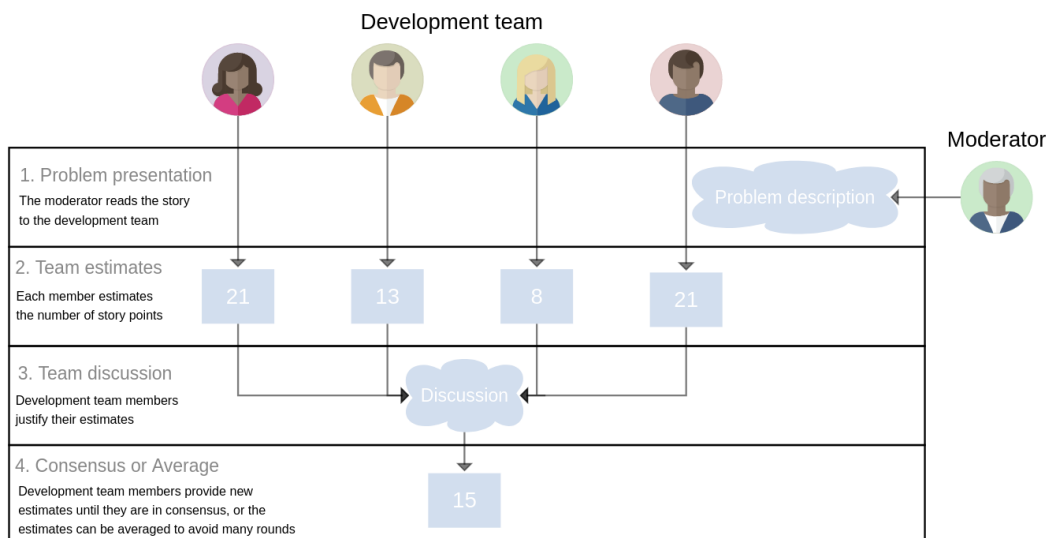 Development team
Moderator
1. Problem presentation
The moderator reads the story
to the development team
Problem description
2. Team estimates
Each member estimates
the number of story points
21
13
8
21
3. Team discussion
Development team members
justify their estimates
Discussion
4. Consensus or Average
Development team members provide new
estimates until they are in consensus, or the
estimates can be averaged to avoid many rounds
15